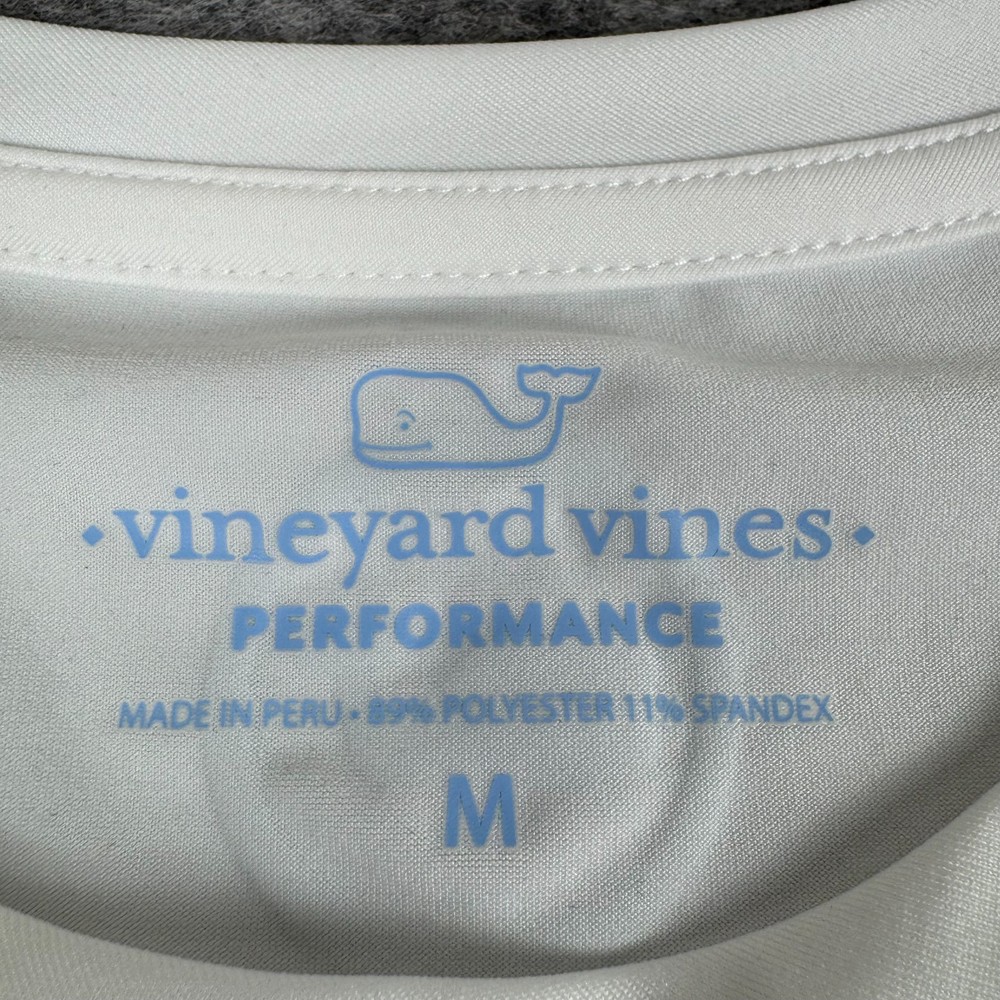 vineyard vines
PERFORMANCE
MADE IN PERU • 89% POLYESTER 11% SPANDEX
M